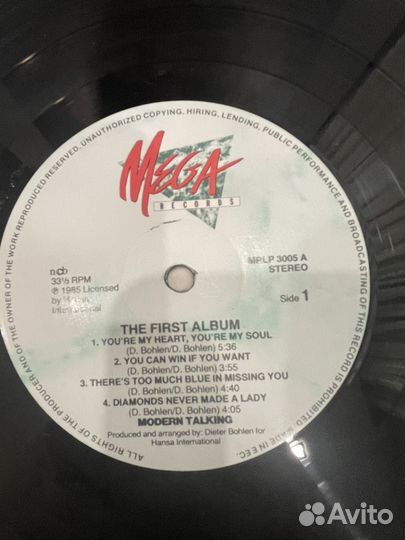 ALL RIGHTS OF THE PRODUCER AND OF THE OWNER OF THE WORK REPRODUCED RESERVED. UNAUTHORIZED COPYING, HIRING, LENDING, PUBLIC PERFORMANCE AND BROADCASTING OF THIS RECORD IS PROHIBITED. MADE IN EEC.
MEGA
RECORDS
ncb
33⅓ RPM
℗ 1985 Licensed
by
International
MPLP 3005 A
STEREO
Side 1
THE FIRST ALBUM
1. YOU'RE MY HEART, YOU'RE MY SOUL
(D. Bohlen/D. Bohlen) 5:36
2. YOU CAN WIN IF YOU WANT
(D. Bohlen/D. Bohlen) 3:55
3. THERE'S TOO MUCH BLUE IN MISSING YOU
(D. Bohlen/D. Bohlen) 4:40
4. DIAMONDS NEVER MADE A LADY
(D. Bohlen/D. Bohlen) 4:05
MODERN TALKING
Produced and arranged by: Dieter Bohlen for
Hansa International
Avito